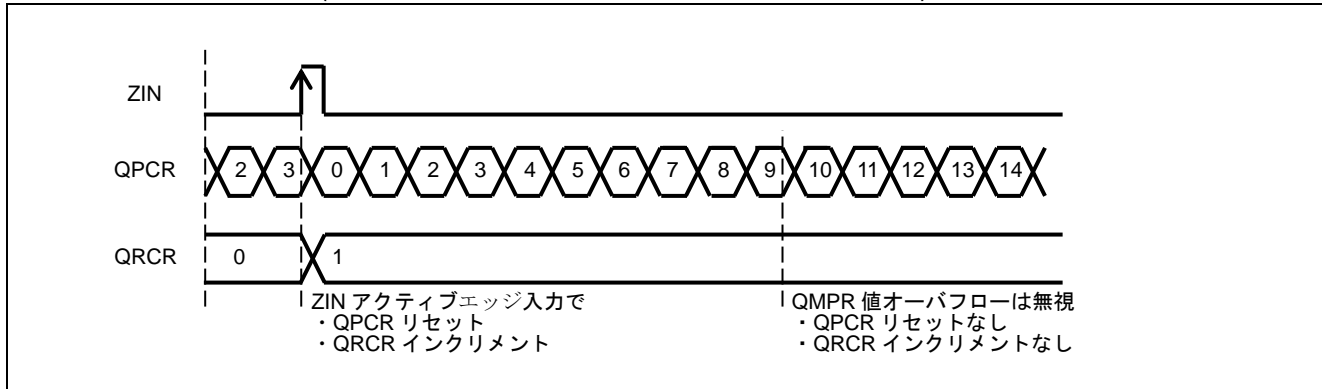 ZIN
QPCR 2 3 0 1 2 3 4 5 6 7 8 9 10 11 12 13 14
QRCR 0 1
ZIN アクティブエッジ入力で
・QPCR リセット
・QRCR インクリメント
QMPR 値オーバフローは無視
・QPCR リセットなし
・QRCR インクリメントなし